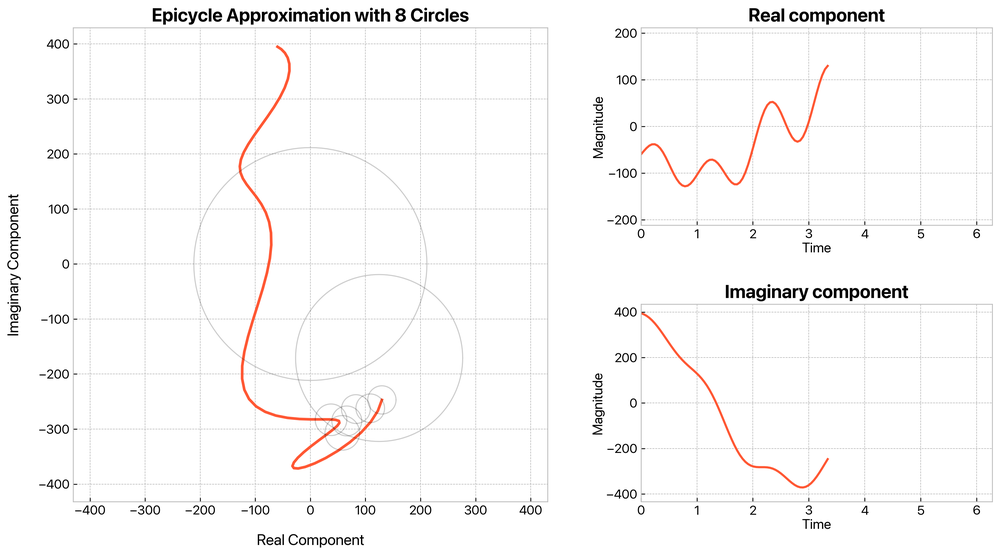 Epicycle Approximation with 8 Circles
400
300
200
100
0
−100
−200
−300
−400
−400 −300 −200 −100 0 100 200 300 400
Imaginary Component
Real Component
Real component
200
100
0
−100
−200
0 1 2 3 4 5 6
Magnitude
Time
Imaginary component
400
200
0
−200
−400
0 1 2 3 4 5 6
Magnitude
Time